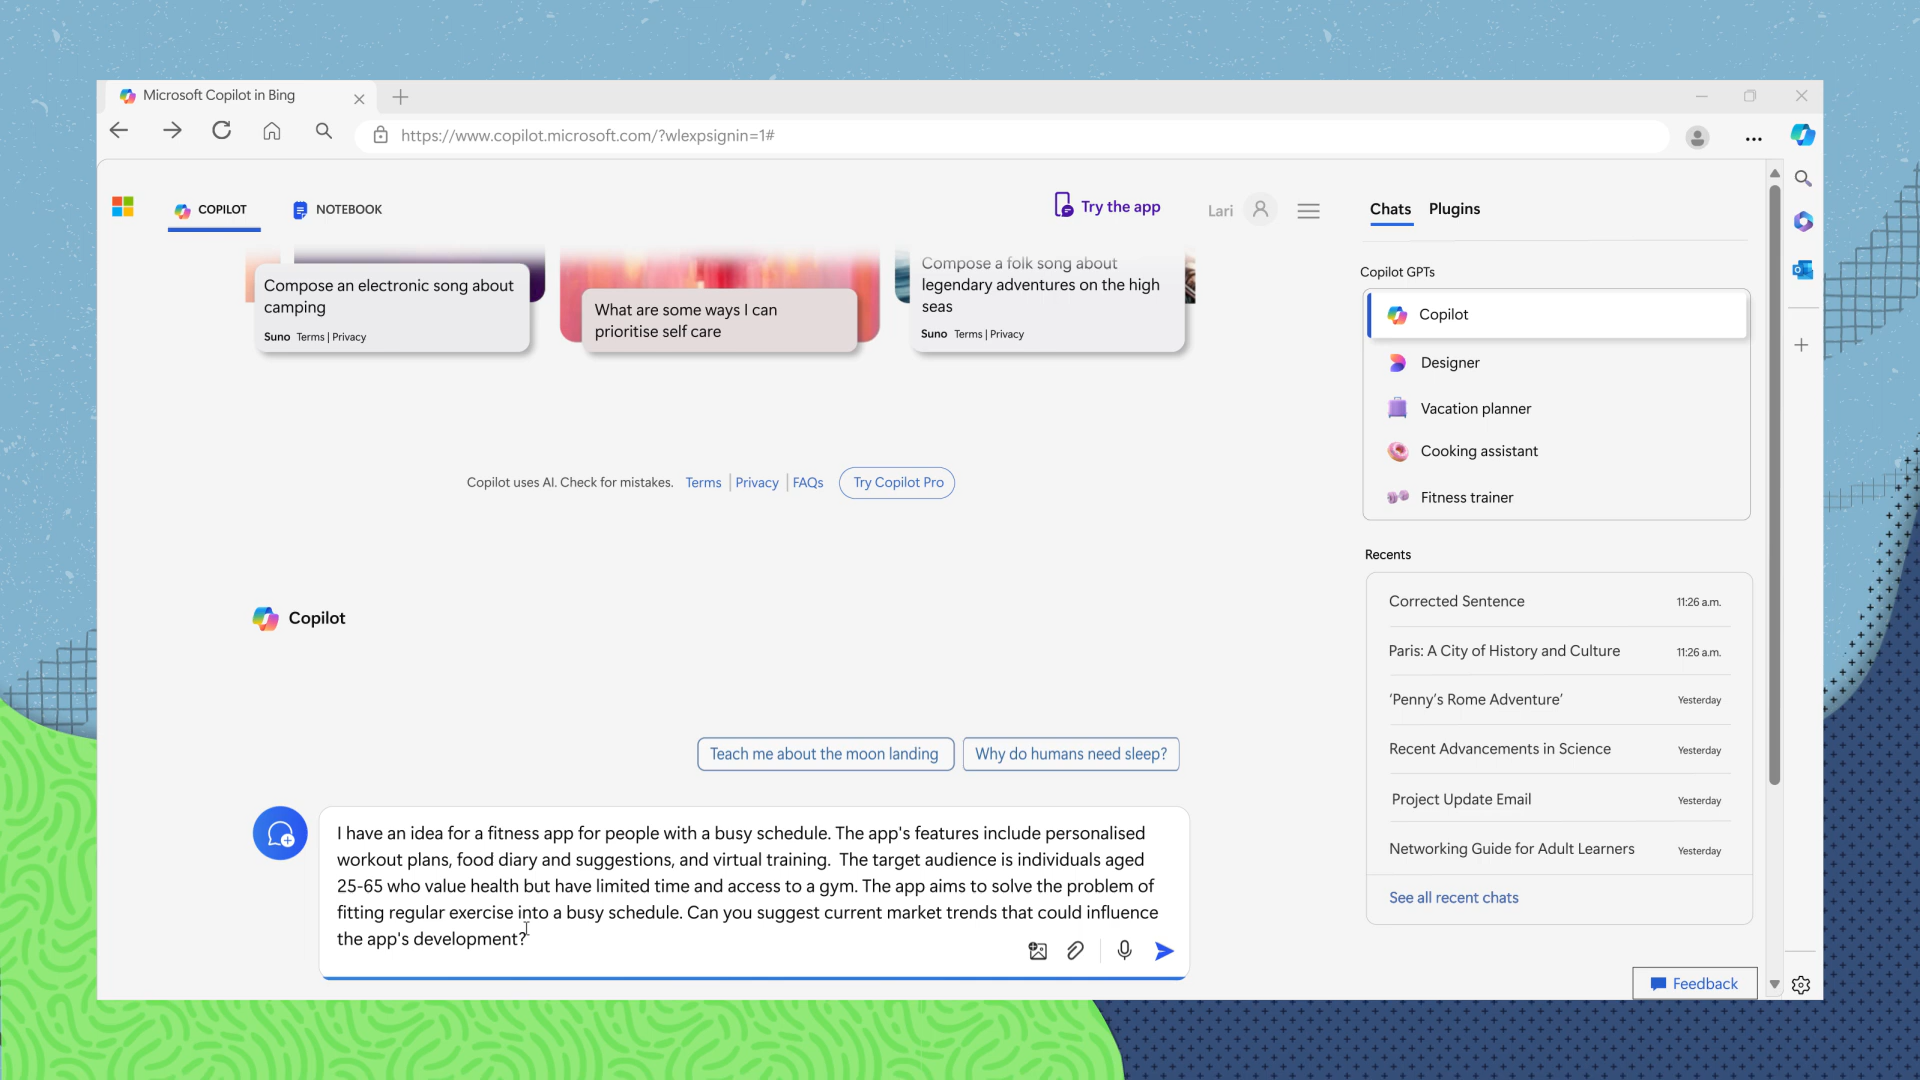 Microsoft Copilot in Bing
https://www.copilot.microsoft.com/?wlexpsignin=1#
COPILOT
NOTEBOOK
Try the app
Lari
Chats
Plugins
Compose an electronic song about
camping
Suno Terms | Privacy
What are some ways I can
prioritise self care
Compose a folk song about
legendary adventures on the high
seas
Suno Terms | Privacy
Copilot GPTs
Copilot
Designer
Vacation planner
Cooking assistant
Fitness trainer
Copilot uses AI. Check for mistakes. Terms | Privacy | FAQs
Try Copilot Pro
Recents
Corrected Sentence 11:26 a.m.
Paris: A City of History and Culture 11:26 a.m.
‘Penny’s Rome Adventure’ Yesterday
Recent Advancements in Science Yesterday
Project Update Email Yesterday
Networking Guide for Adult Learners Yesterday
See all recent chats
Copilot
Teach me about the moon landing
Why do humans need sleep?
I have an idea for a fitness app for people with a busy schedule. The app's features include personalised
workout plans, food diary and suggestions, and virtual training.  The target audience is individuals aged
25-65 who value health but have limited time and access to a gym. The app aims to solve the problem of
fitting regular exercise into a busy schedule. Can you suggest current market trends that could influence
the app's development?
Feedback